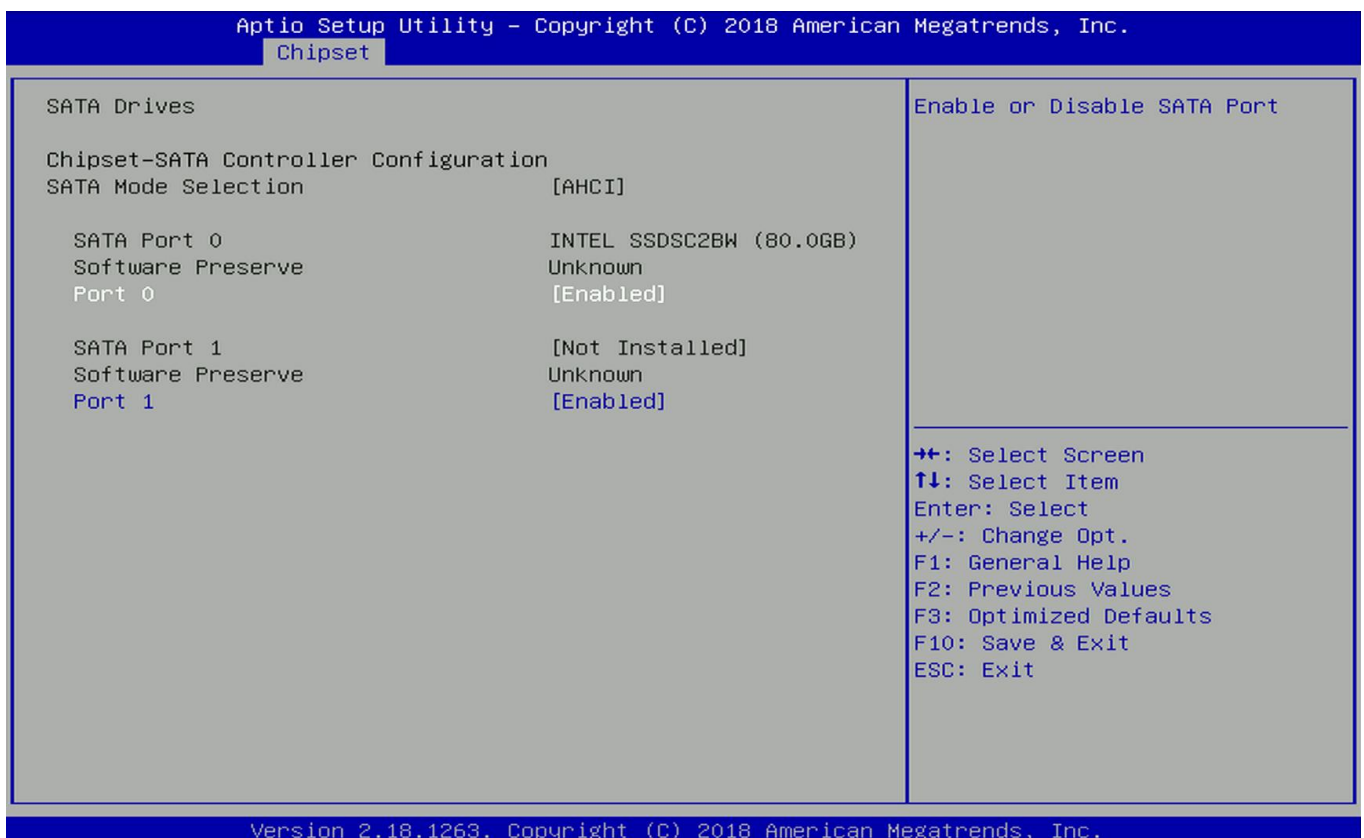 Aptio Setup Utility – Copyright (C) 2018 American Megatrends, Inc.
Chipset
SATA Drives
Chipset-SATA Controller Configuration
SATA Mode Selection [AHCI]
SATA Port 0 INTEL SSDSC2BW (80.0GB)
Software Preserve Unknown
Port 0 [Enabled]
SATA Port 1 [Not Installed]
Software Preserve Unknown
Port 1 [Enabled]
Enable or Disable SATA Port
→←: Select Screen
↑↓: Select Item
Enter: Select
+/-: Change Opt.
F1: General Help
F2: Previous Values
F3: Optimized Defaults
F10: Save & Exit
ESC: Exit
Version 2.18.1263. Copyright (C) 2018 American Megatrends, Inc.